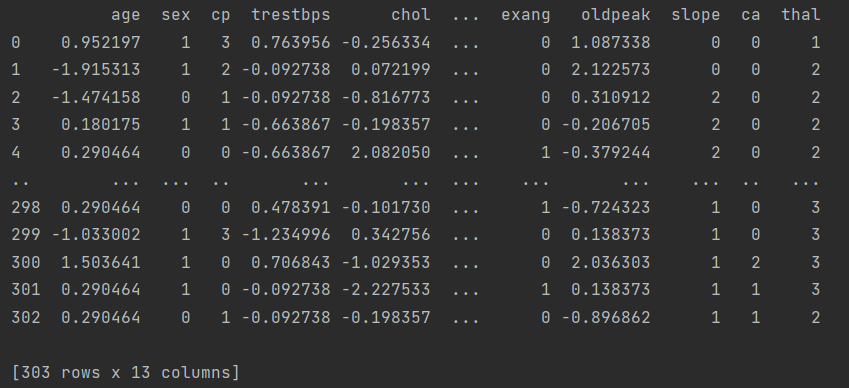 age sex cp trestbps chol ... exang oldpeak slope ca thal
0 0.952197 1 3 0.763956 -0.256334 ... 0 1.087338 0 0 1
1 -1.915313 1 2 -0.092738 0.072199 ... 0 2.122573 0 0 2
2 -1.474158 0 1 -0.092738 -0.816773 ... 0 0.310912 2 0 2
3 0.180175 1 1 -0.663867 -0.198357 ... 0 -0.206705 2 0 2
4 0.290464 0 0 -0.663867 2.082050 ... 1 -0.379244 2 0 2
.. ... ... .. ... ... ... ... ... ... .. ...
298 0.290464 0 0 0.478391 -0.101730 ... 1 -0.724323 1 0 3
299 -1.033002 1 3 -1.234996 0.342756 ... 0 0.138373 1 0 3
300 1.503641 1 0 0.706843 -1.029353 ... 0 2.036303 1 2 3
301 0.290464 1 0 -0.092738 -2.227533 ... 1 0.138373 1 1 3
302 0.290464 0 1 -0.092738 -0.198357 ... 0 -0.896862 1 1 2
[303 rows x 13 columns]